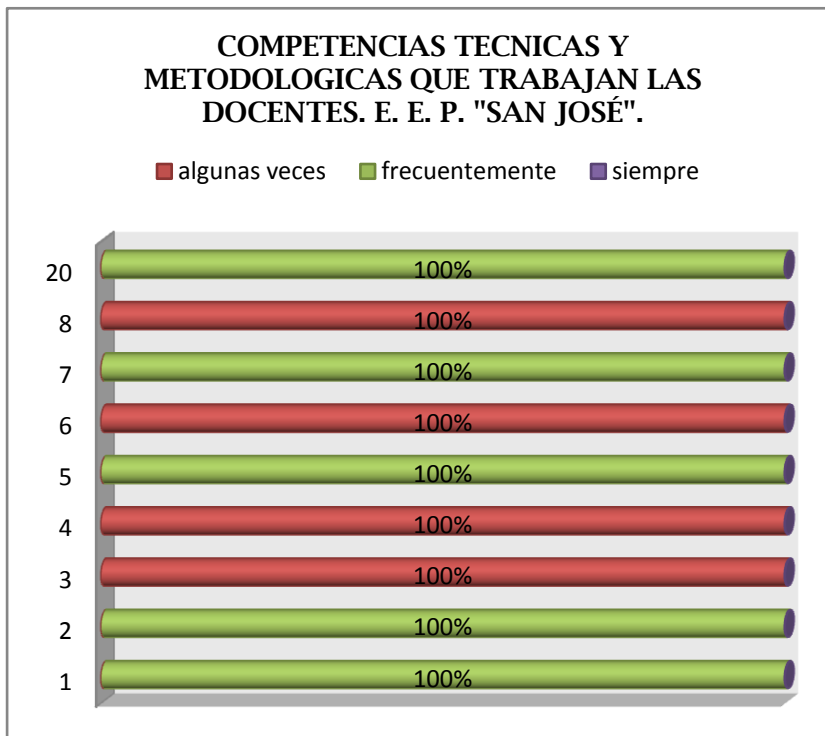 COMPETENCIAS TECNICAS Y
METODOLOGICAS QUE TRABAJAN LAS
DOCENTES. E. E. P. "SAN JOSÉ".
algunas veces frecuentemente siempre
20 100%
8 100%
7 100%
6 100%
5 100%
4 100%
3 100%
2 100%
1 100%